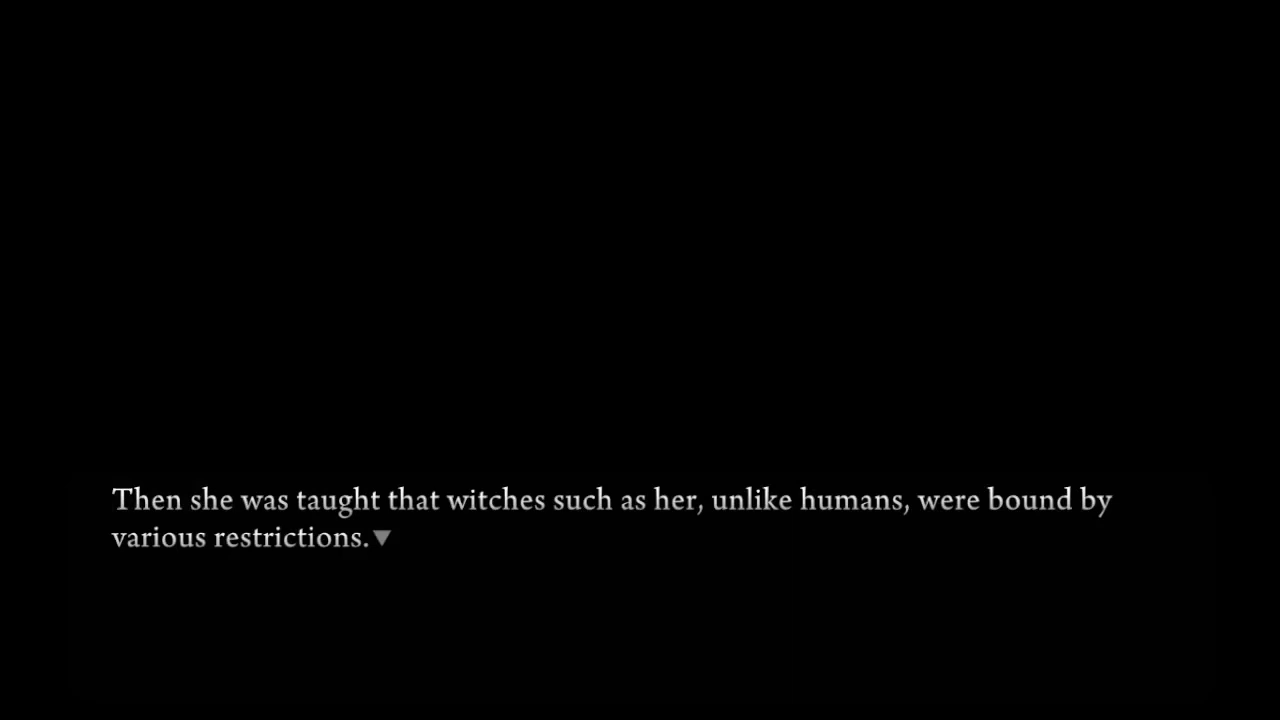 Then she was taught that witches such as her, unlike humans, were bound by
various restrictions.